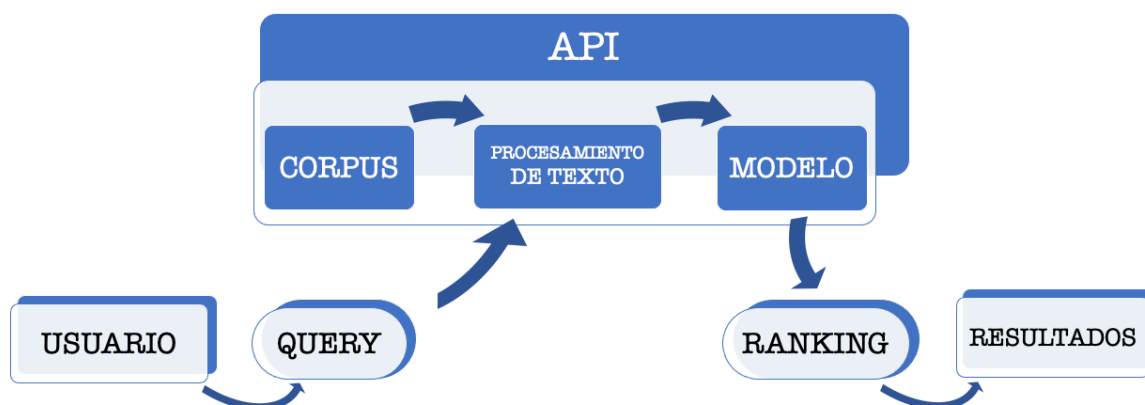 API
CORPUS
PROCESAMIENTO
DE TEXTO
MODELO
USUARIO
QUERY
RANKING
RESULTADOS